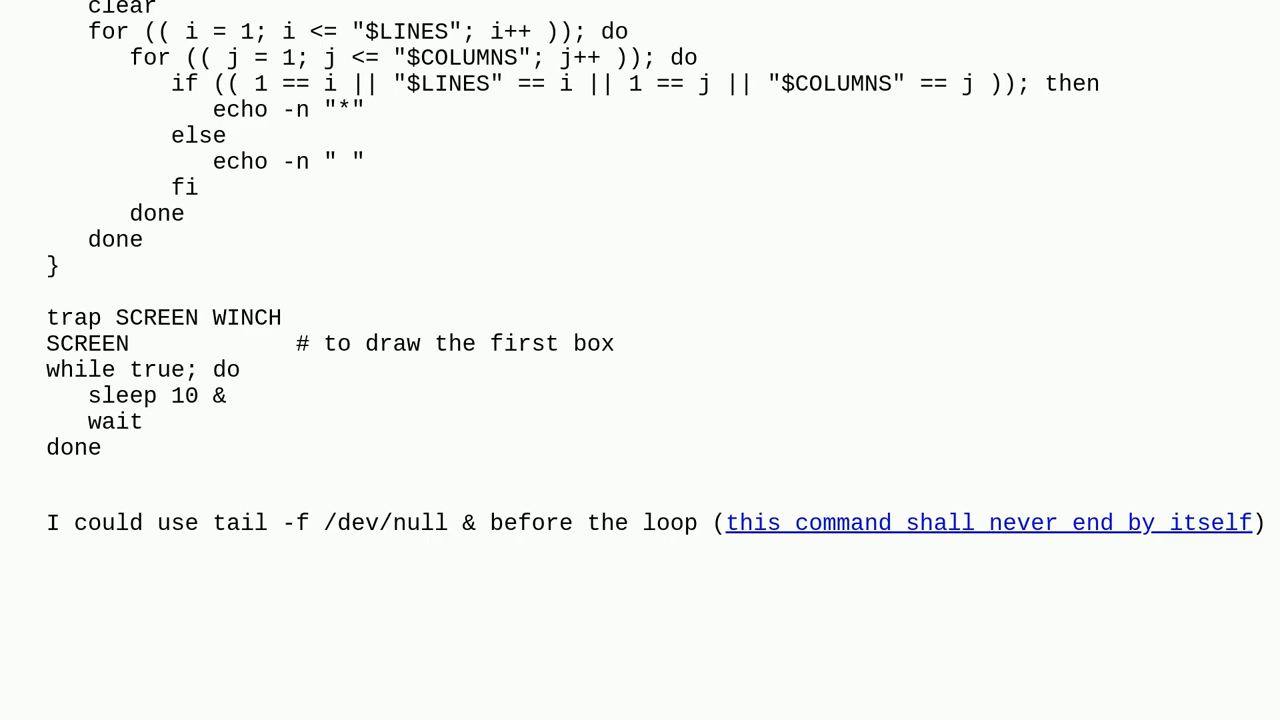 clear
for (( i = 1; i <= "$LINES"; i++ )); do
for (( j = 1; j <= "$COLUMNS"; j++ )); do
if (( 1 == i || "$LINES" == i || 1 == j || "$COLUMNS" == j )); then
echo -n "*"
else
echo -n " "
fi
done
done
}
trap SCREEN WINCH
SCREEN # to draw the first box
while true; do
sleep 10 &
wait
done
I could use tail -f /dev/null & before the loop (this command shall never end by itself)